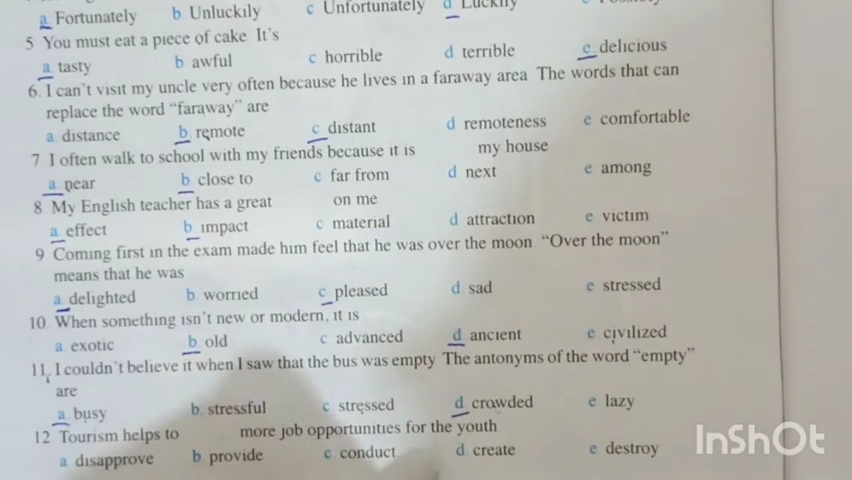 a Fortunately b Unluckily c Unfortunately d Luckily
5 You must eat a piece of cake It's
a tasty b. awful c horrible d terrible e. delicious
6. I can't visit my uncle very often because he lives in a faraway area The words that can
replace the word "faraway" are
a. distance b. remote c. distant d remoteness e comfortable
7 I often walk to school with my friends because it is my house
a near b close to c far from d next e among
8 My English teacher has a great on me
a effect b impact c material d attraction e victim
9 Coming first in the exam made him feel that he was over the moon "Over the moon"
means that he was
a delighted b. worried c pleased d sad e stressed
10 When something isn't new or modern, it is
a. exotic b old c advanced d ancient e civilized
11. I couldn't believe it when I saw that the bus was empty The antonyms of the word "empty"
are
a busy b. stressful c stressed d crowded e lazy
12 Tourism helps to more job opportunities for the youth
a disapprove b. provide c. conduct d. create e destroy
InShOt